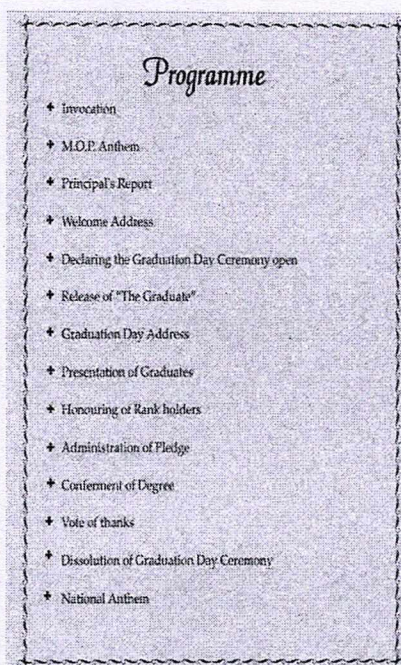 Programme
Invocation
M.O.P. Anthem
Principal's Report
Welcome Address
Declaring the Graduation Day Ceremony open
Release of "The Graduate"
Graduation Day Address
Presentation of Graduates
Honouring of Rank holders
Administration of Pledge
Conferment of Degree
Vote of thanks
Dissolution of Graduation Day Ceremony
National Anthem